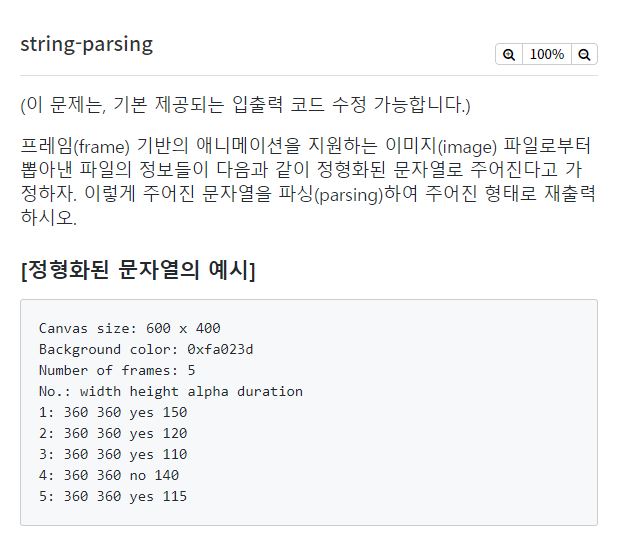 string-parsing
100%
(이 문제는, 기본 제공되는 입출력 코드 수정 가능합니다.)
프레임(frame) 기반의 애니메이션을 지원하는 이미지(image) 파일로부터
뽑아낸 파일의 정보들이 다음과 같이 정형화된 문자열로 주어진다고 가
정하자. 이렇게 주어진 문자열을 파싱(parsing)하여 주어진 형태로 재출력
하시오.
[정형화된 문자열의 예시]
Canvas size: 600 x 400
Background color: 0xfa023d
Number of frames: 5
No.: width height alpha duration
1: 360 360 yes 150
2: 360 360 yes 120
3: 360 360 yes 110
4: 360 360 no 140
5: 360 360 yes 115